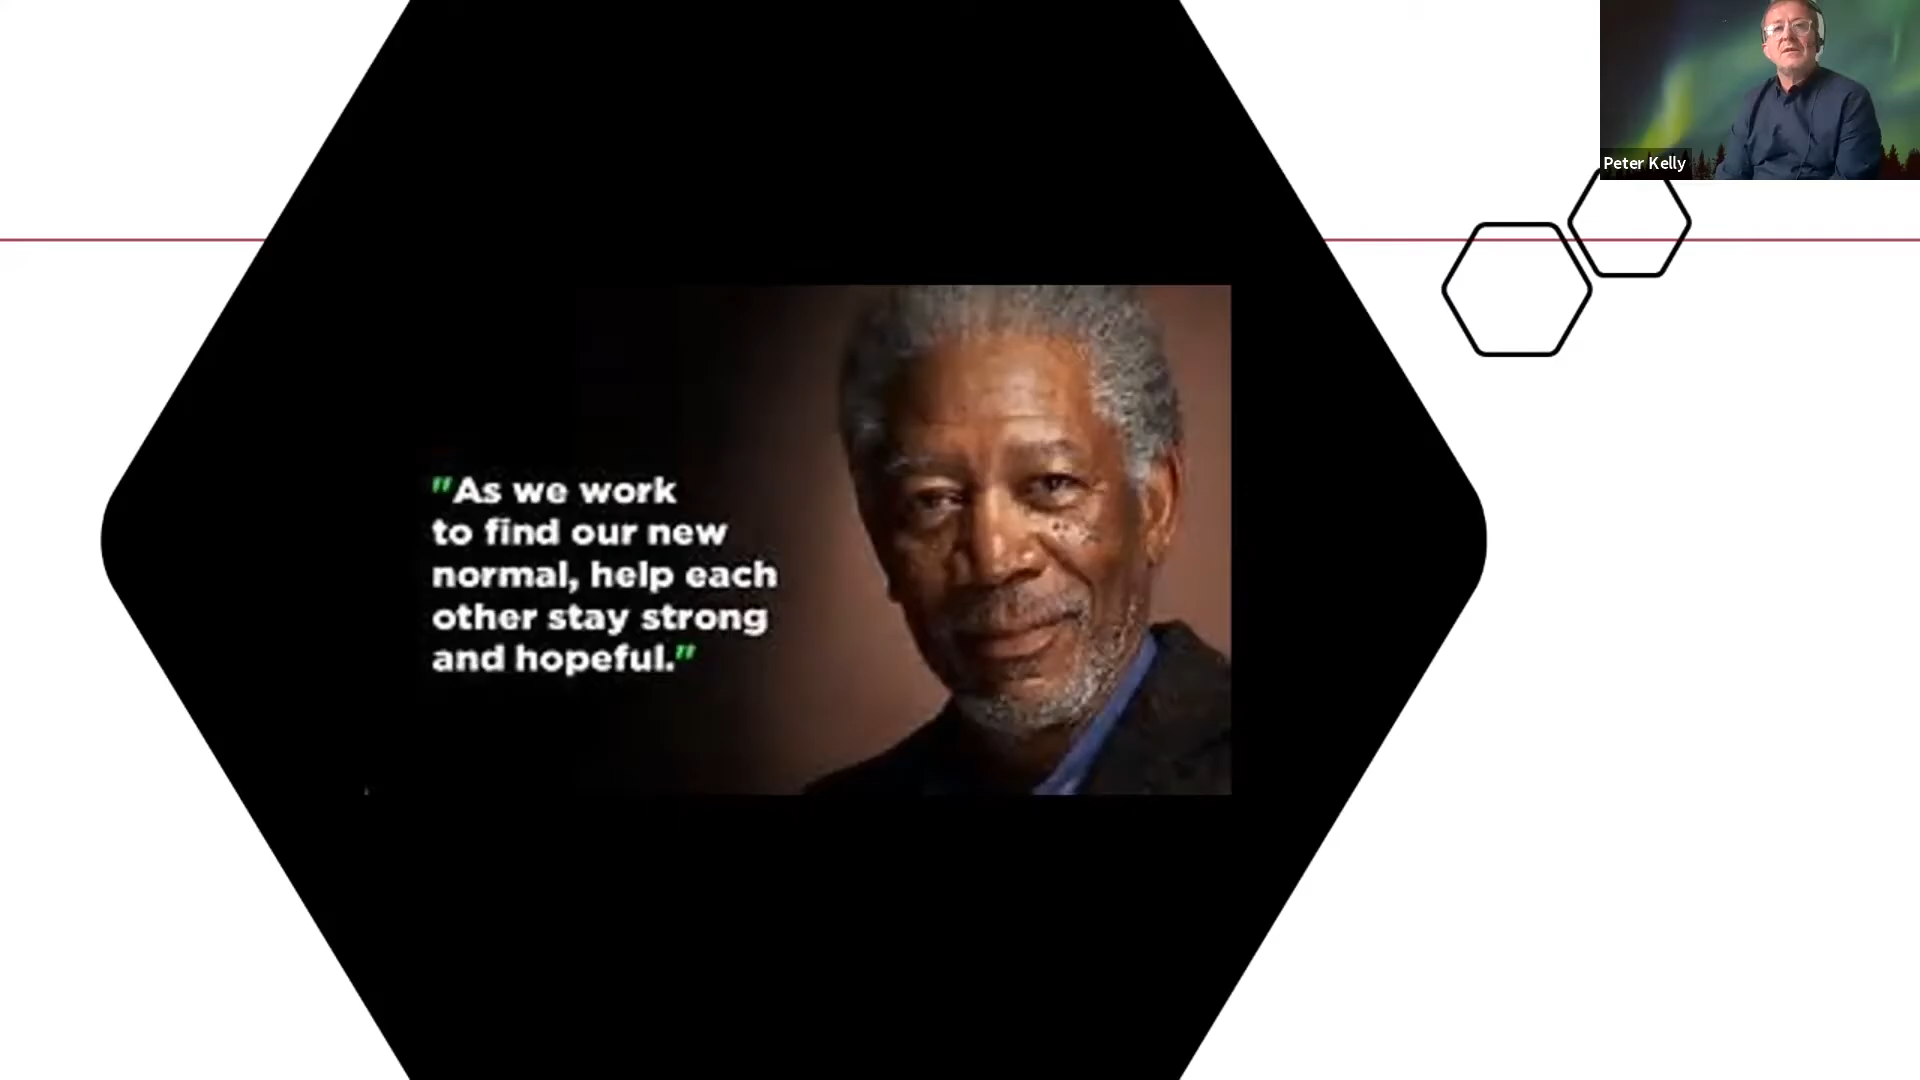 Peter Kelly
"As we work
to find our new
normal, help each
other stay strong
and hopeful."